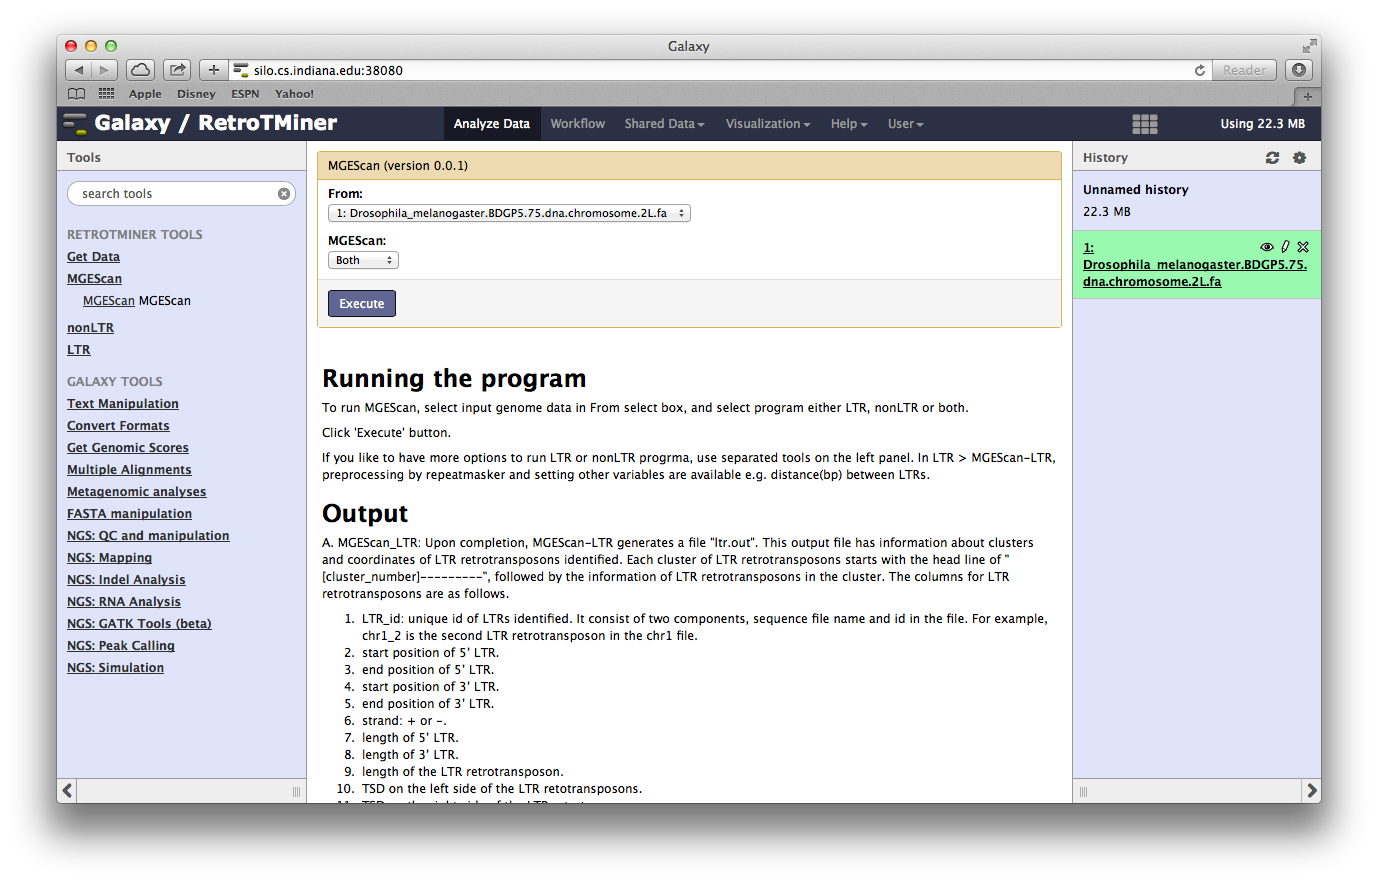 Galaxy
silo.cs.indiana.edu:38080
Reader
Apple Disney ESPN Yahoo!
Galaxy / RetroTMiner
Analyze Data Workflow Shared Data Visualization Help User
Using 22.3 MB
Tools
search tools
RETROTMINER TOOLS
Get Data
MGEScan
MGEScan MGEScan
nonLTR
LTR
GALAXY TOOLS
Text Manipulation
Convert Formats
Get Genomic Scores
Multiple Alignments
Metagenomic analyses
FASTA manipulation
NGS: QC and manipulation
NGS: Mapping
NGS: Indel Analysis
NGS: RNA Analysis
NGS: GATK Tools (beta)
NGS: Peak Calling
NGS: Simulation
MGEScan (version 0.0.1)
From:
1: Drosophila_melanogaster.BDGP5.75.dna.chromosome.2L.fa
MGEScan:
Both
Execute
Running the program
To run MGEScan, select input genome data in From select box, and select program either LTR, nonLTR or both.
Click 'Execute' button.
If you like to have more options to run LTR or nonLTR progrma, use separated tools on the left panel. In LTR > MGEScan-LTR,
preprocessing by repeatmasker and setting other variables are available e.g. distance(bp) between LTRs.
Output
A. MGEScan_LTR: Upon completion, MGEScan-LTR generates a file "ltr.out". This output file has information about clusters
and coordinates of LTR retrotransposons identified. Each cluster of LTR retrotransposons starts with the head line of "
[cluster_number]---------", followed by the information of LTR retrotransposons in the cluster. The columns for LTR
retrotransposons are as follows.
1. LTR_id: unique id of LTRs identified. It consist of two components, sequence file name and id in the file. For example,
chr1_2 is the second LTR retrotransposon in the chr1 file.
2. start position of 5' LTR.
3. end position of 5' LTR.
4. start position of 3' LTR.
5. end position of 3' LTR.
6. strand: + or -.
7. length of 5' LTR.
8. length of 3' LTR.
9. length of the LTR retrotransposon.
10. TSD on the left side of the LTR retotransposons.
History
Unnamed history
22.3 MB
1:
Drosophila_melanogaster.BDGP5.75.
dna.chromosome.2L.fa